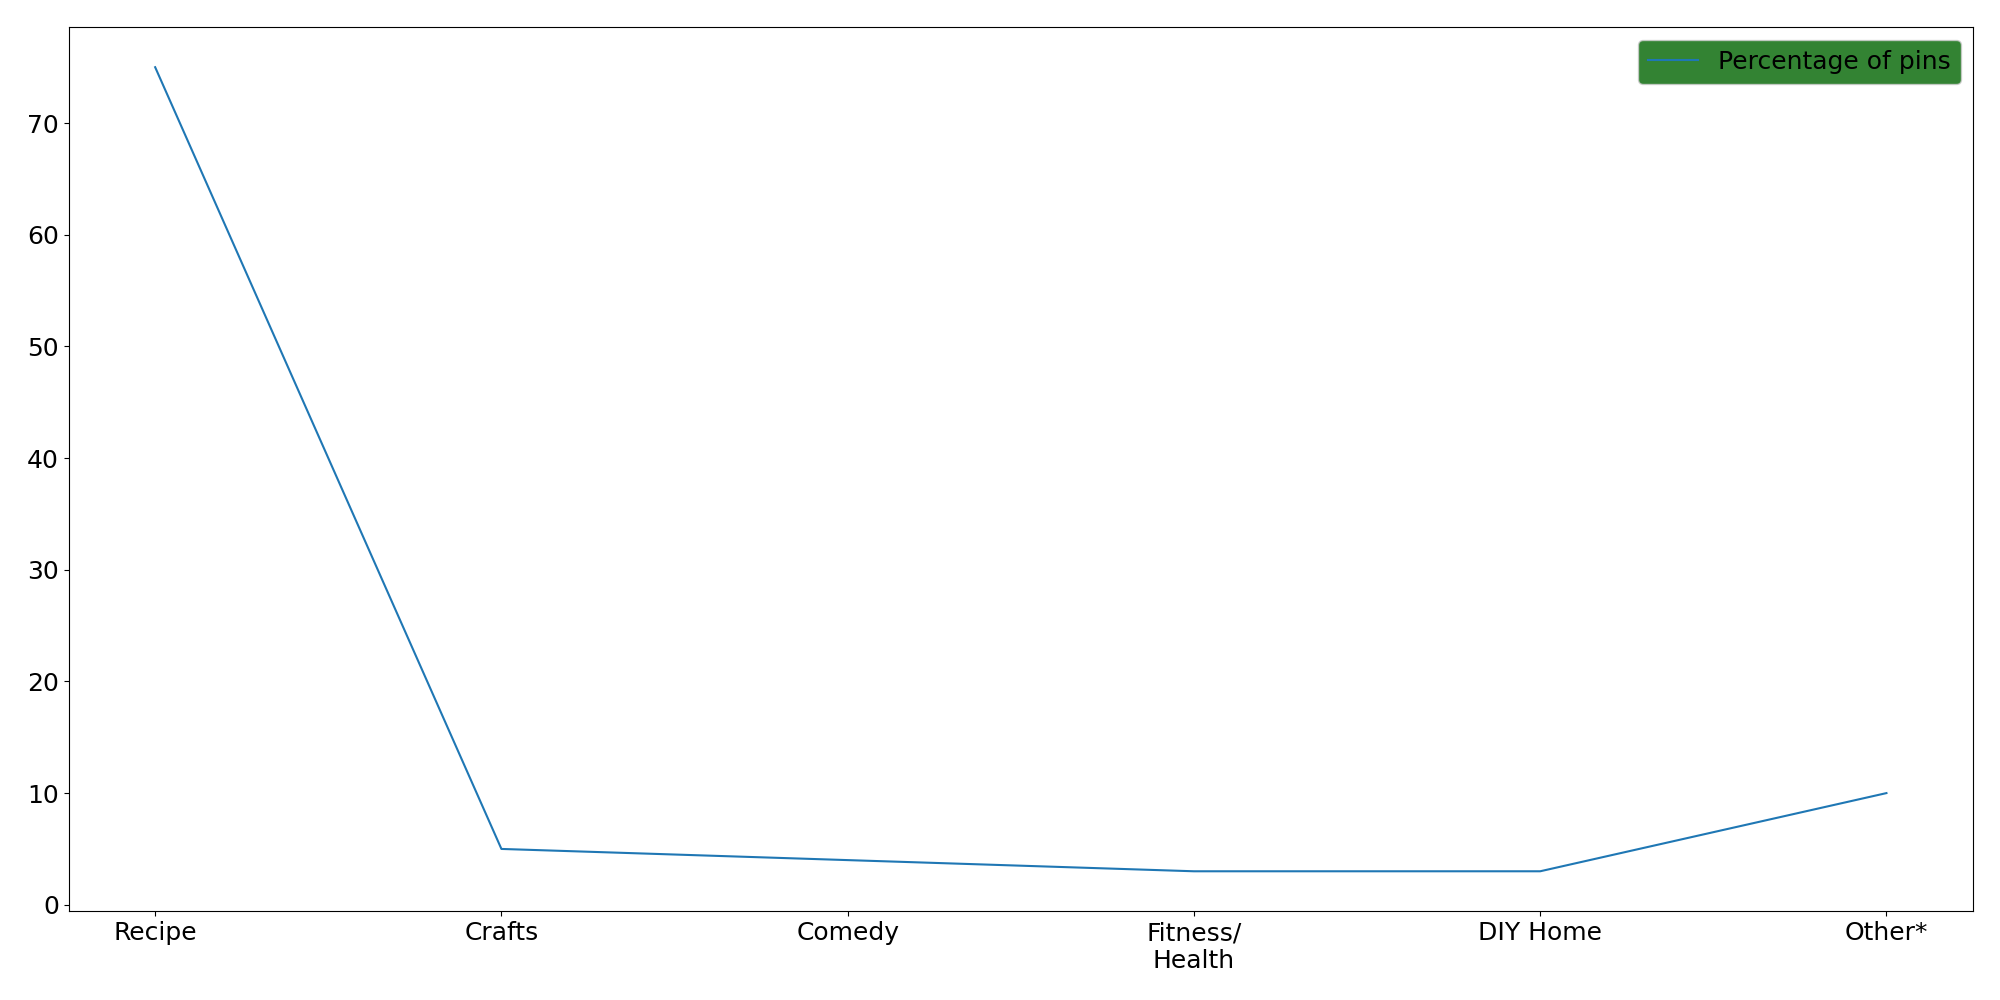 Percentage of pins
70
60
50
40
30
20
10
0
Recipe
Crafts
Comedy
Fitness/
Health
DIY Home
Other*